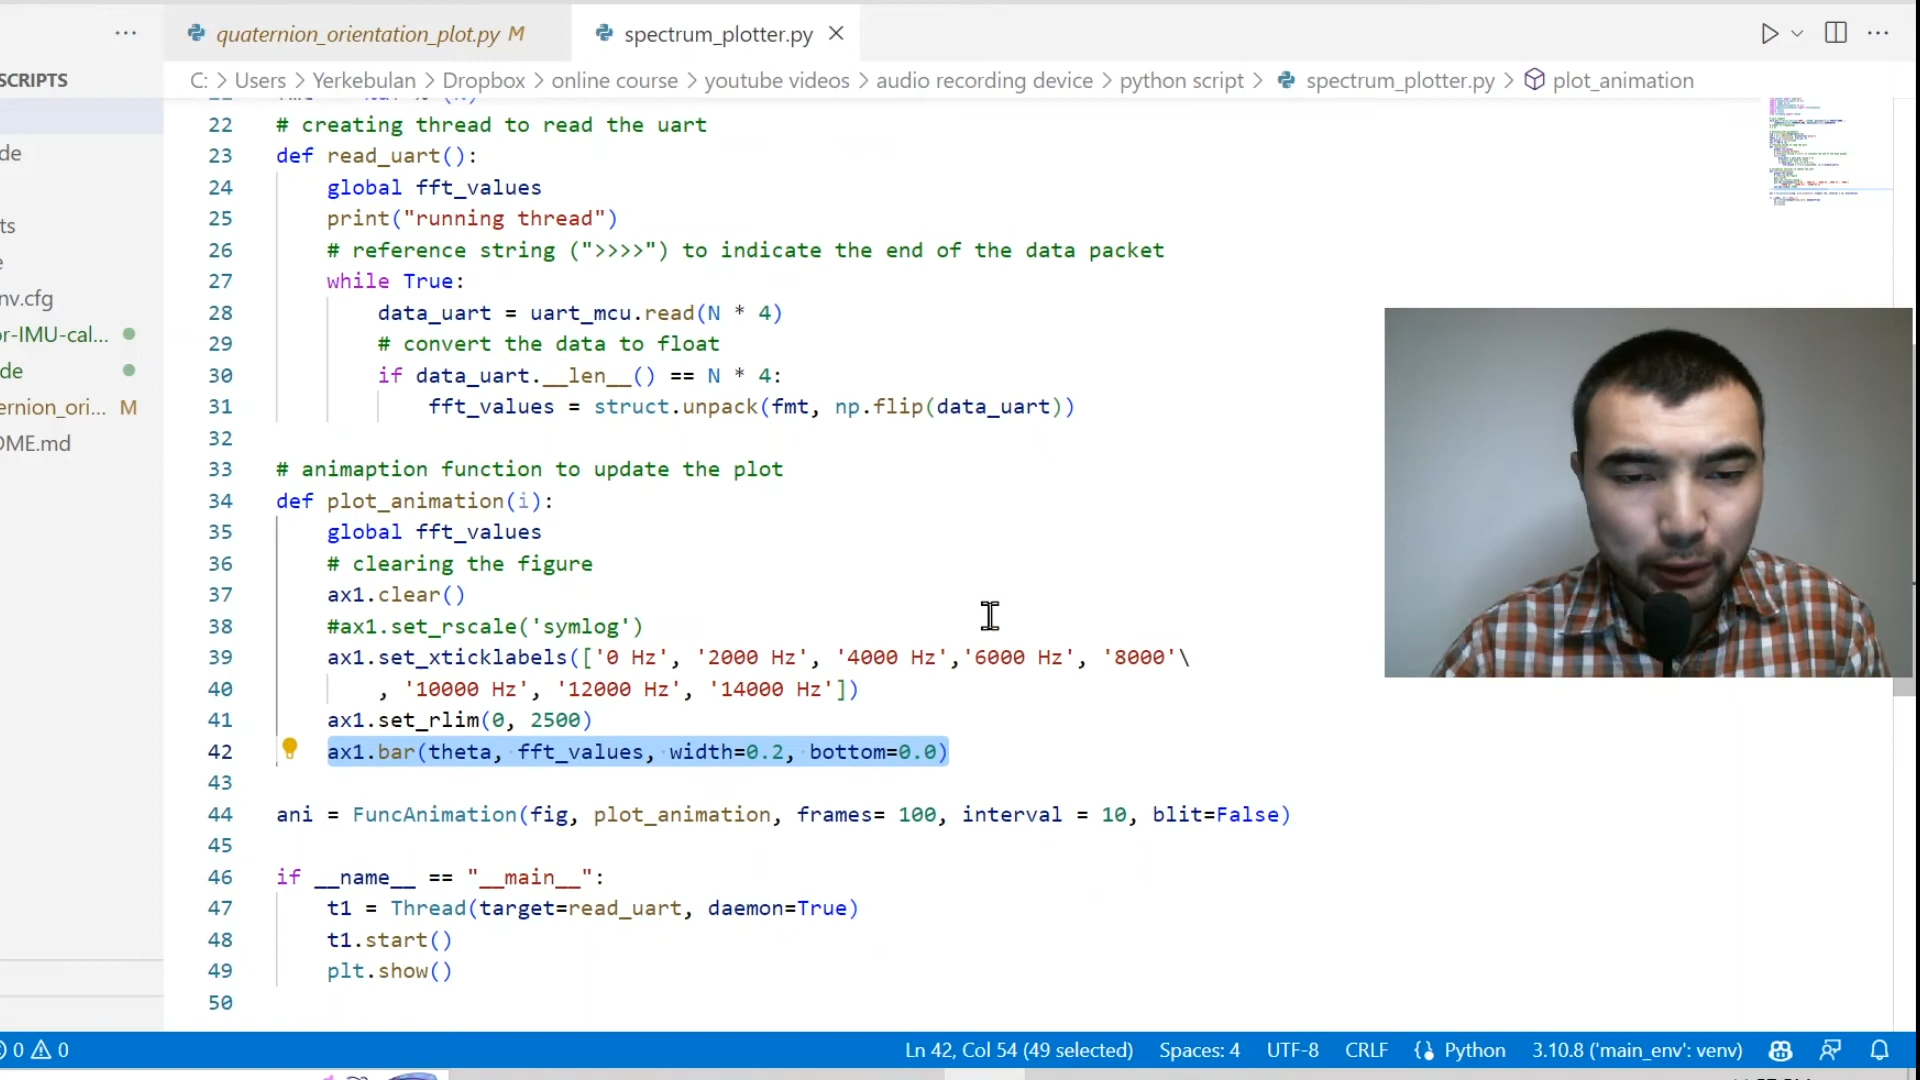 quaternion_orientation_plot.py M
spectrum_plotter.py
SCRIPTS
C: > Users > Yerkebulan > Dropbox > online course > youtube videos > audio recording device > python script > spectrum_plotter.py > plot_animation
de
ts
e
nv.cfg
or-IMU-cal...
de
ernion_ori... M
OME.md
22 # creating thread to read the uart
23 def read_uart():
24 global fft_values
25 print("running thread")
26 # reference string (">>>>") to indicate the end of the data packet
27 while True:
28 data_uart = uart_mcu.read(N * 4)
29 # convert the data to float
30 if data_uart.__len__() == N * 4:
31 fft_values = struct.unpack(fmt, np.flip(data_uart))
32
33 # animaption function to update the plot
34 def plot_animation(i):
35 global fft_values
36 # clearing the figure
37 ax1.clear()
38 #ax1.set_rscale('symlog')
39 ax1.set_xticklabels(['0 Hz', '2000 Hz', '4000 Hz','6000 Hz', '8000'\
40 , '10000 Hz', '12000 Hz', '14000 Hz'])
41 ax1.set_rlim(0, 2500)
42 ax1.bar(theta, fft_values, width=0.2, bottom=0.0)
43
44 ani = FuncAnimation(fig, plot_animation, frames= 100, interval = 10, blit=False)
45
46 if __name__ == "__main__":
47 t1 = Thread(target=read_uart, daemon=True)
48 t1.start()
49 plt.show()
50
0 0 Ln 42, Col 54 (49 selected) Spaces: 4 UTF-8 CRLF Python 3.10.8 ('main_env': venv)